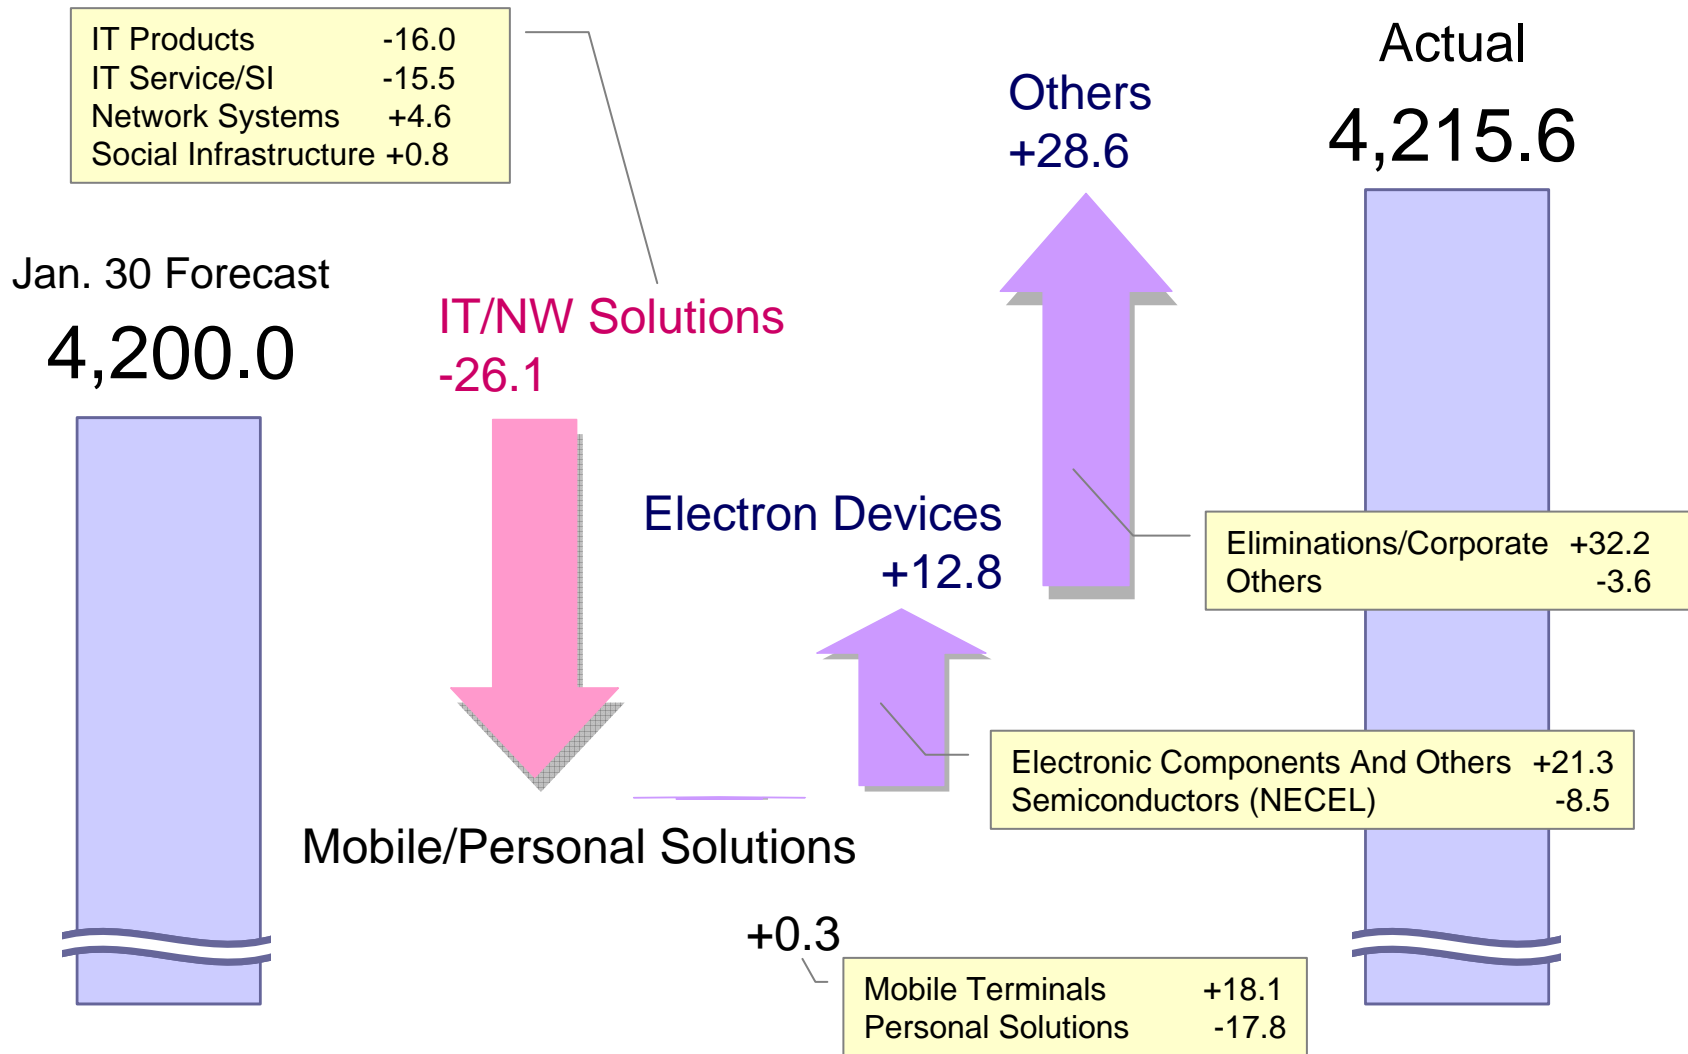 IT Products -16.0
IT Service/SI -15.5
Network Systems +4.6
Social Infrastructure +0.8
Jan. 30 Forecast
4,200.0
IT/NW Solutions
-26.1
Mobile/Personal Solutions
+0.3
Mobile Terminals +18.1
Personal Solutions -17.8
Electron Devices
+12.8
Electronic Components And Others +21.3
Semiconductors (NECEL) -8.5
Others
+28.6
Eliminations/Corporate +32.2
Others -3.6
Actual
4,215.6